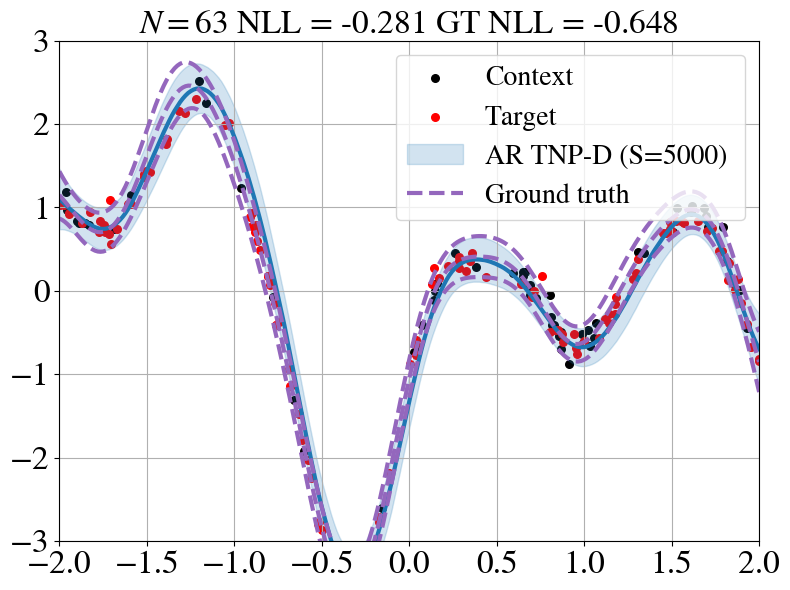 N = 63 NLL = -0.281 GT NLL = -0.648
3
2
1
0
−1
−2
−3
Context
Target
AR TNP-D (S=5000)
Ground truth
−2.0 −1.5 −1.0 −0.5 0.0 0.5 1.0 1.5 2.0